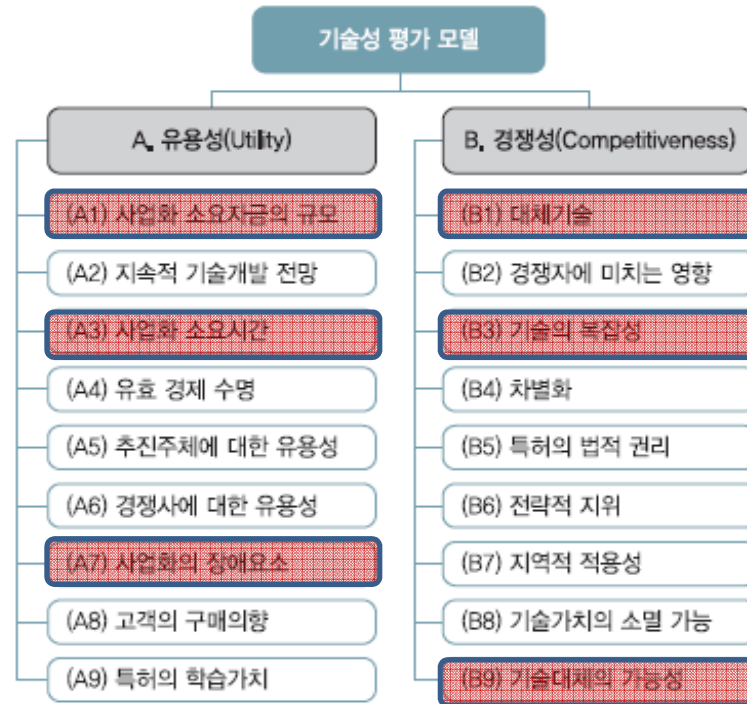 기술성 평가 모델
A. 유용성(Utility)
(A1) 사업화 소요자금의 규모
(A2) 지속적 기술개발 전망
(A3) 사업화 소요시간
(A4) 유효 경제 수명
(A5) 추진주체에 대한 유용성
(A6) 경쟁사에 대한 유용성
(A7) 사업화의 장애요소
(A8) 고객의 구매의향
(A9) 특허의 학습가치
B. 경쟁성(Competitiveness)
(B1) 대체기술
(B2) 경쟁자에 미치는 영향
(B3) 기술의 복잡성
(B4) 차별화
(B5) 특허의 법적 권리
(B6) 전략적 지위
(B7) 지역적 적용성
(B8) 기술가치의 소멸 가능
(B9) 기술대체의 가능성